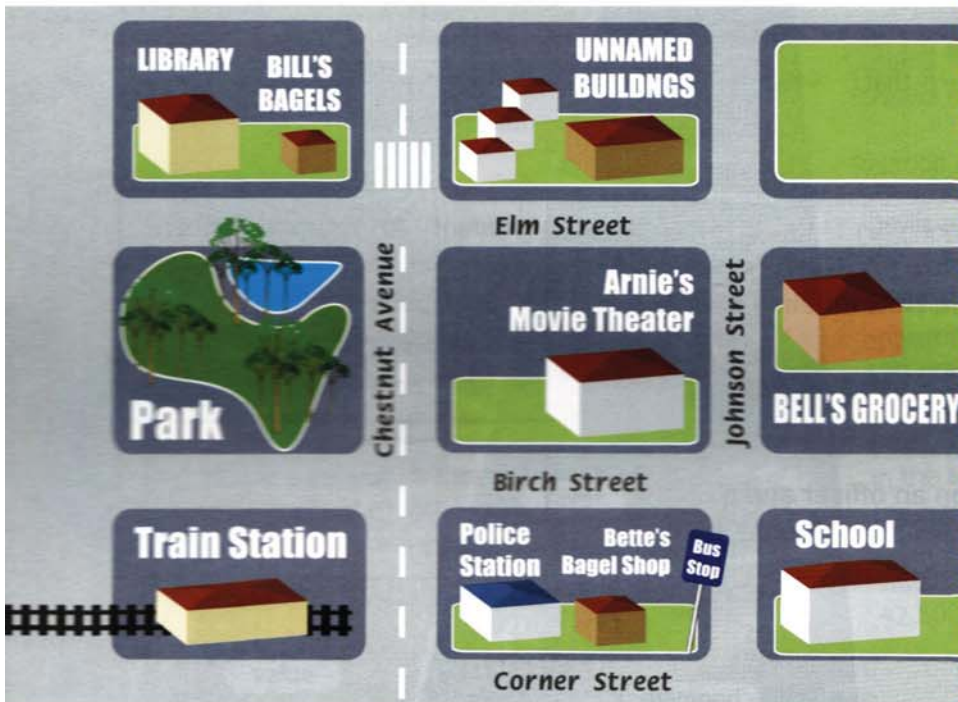 LIBRARY
BILL'S
BAGELS
UNNAMED
BUILDNGS
Elm Street
Chestnut Avenue
Park
Arnie's
Movie Theater
Johnson Street
BELL'S GROCERY
Birch Street
Train Station
Police
Station
Bette's
Bagel Shop
Bus
Stop
School
Corner Street